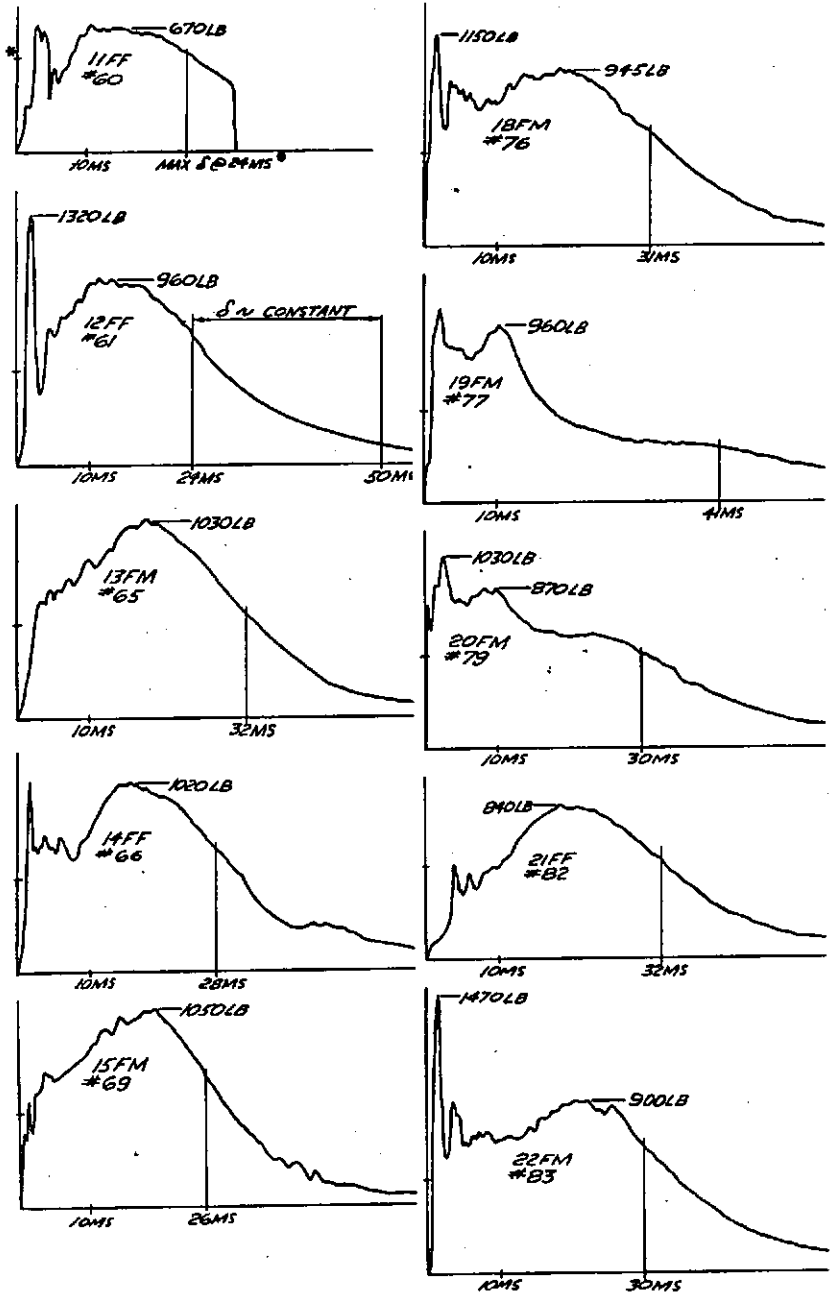 670LB
*
11FF
#60
10MS
MAX δ @ 24MS *
1320LB
960LB
δ ~ CONSTANT
12FF
#61
10MS
24MS
50MS
1030LB
13FM
#65
10MS
32MS
1020LB
14FF
#66
10MS
28MS
1050LB
15FM
#69
10MS
26MS
1150LB
945LB
18FM
#76
10MS
31MS
960LB
19FM
#77
10MS
41MS
1030LB
870LB
20FM
#79
10MS
30MS
840LB
21FF
#82
10MS
32MS
1470LB
900LB
22FM
#83
10MS
30MS